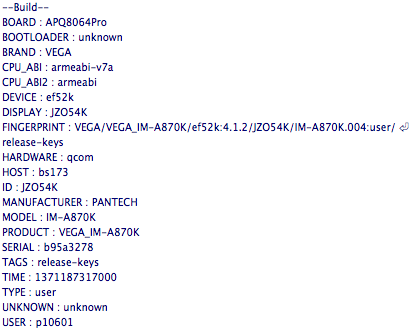 --Build--
BOARD : APQ8064Pro
BOOTLOADER : unknown
BRAND : VEGA
CPU_ABI : armeabi-v7a
CPU_ABI2 : armeabi
DEVICE : ef52k
DISPLAY : JZO54K
FINGERPRINT : VEGA/VEGA_IM-A870K/ef52k:4.1.2/JZO54K/IM-A870K.004:user/
release-keys
HARDWARE : qcom
HOST : bs173
ID : JZO54K
MANUFACTURER : PANTECH
MODEL : IM-A870K
PRODUCT : VEGA_IM-A870K
SERIAL : b95a3278
TAGS : release-keys
TIME : 1371187317000
TYPE : user
UNKNOWN : unknown
USER : p10601